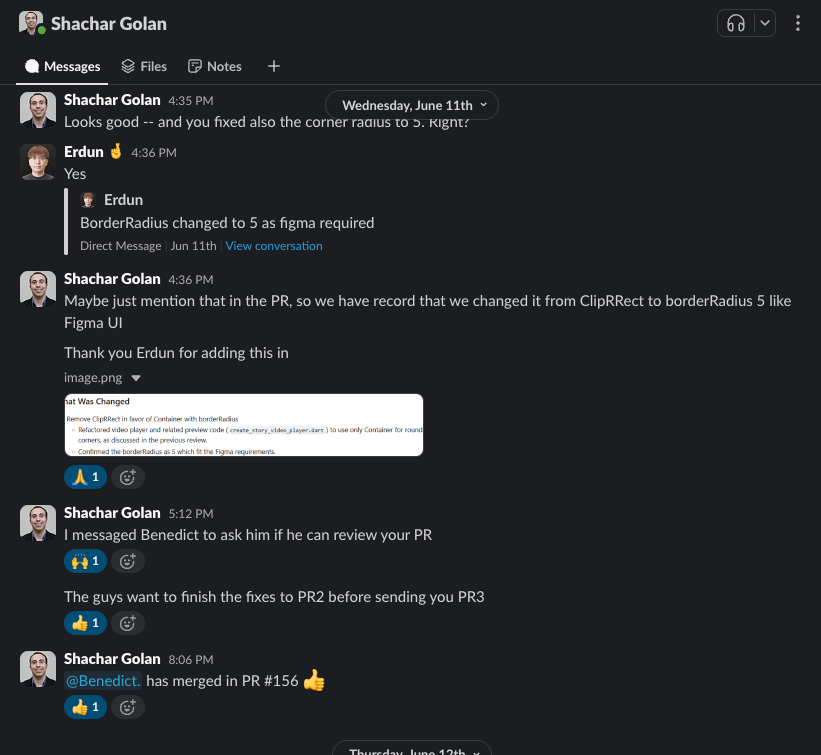 Shachar Golan
Messages Files Notes
Wednesday, June 11th
Shachar Golan 4:35 PM
Looks good -- and you fixed also the corner radius to 5. Right?
Erdun 🤞 4:36 PM
Yes
Erdun
BorderRadius changed to 5 as figma required
Direct Message | Jun 11th | View conversation
Shachar Golan 4:36 PM
Maybe just mention that in the PR, so we have record that we changed it from ClipRRect to borderRadius 5 like
Figma UI
Thank you Erdun for adding this in
image.png
hat Was Changed
Remove ClipRRect in favor of Container with borderRadius
Refactored video player and related preview code ( create_story_video_player.dart ) to use only Container for round
corners, as discussed in the previous review.
Confirmed the borderRadius as 5 which fit the Figma requirements.
🙏 1
Shachar Golan 5:12 PM
I messaged Benedict to ask him if he can review your PR
🙌 1
The guys want to finish the fixes to PR2 before sending you PR3
👍 1
Shachar Golan 8:06 PM
@Benedict. has merged in PR #156 👍
👍 1
Thursday, June 12th